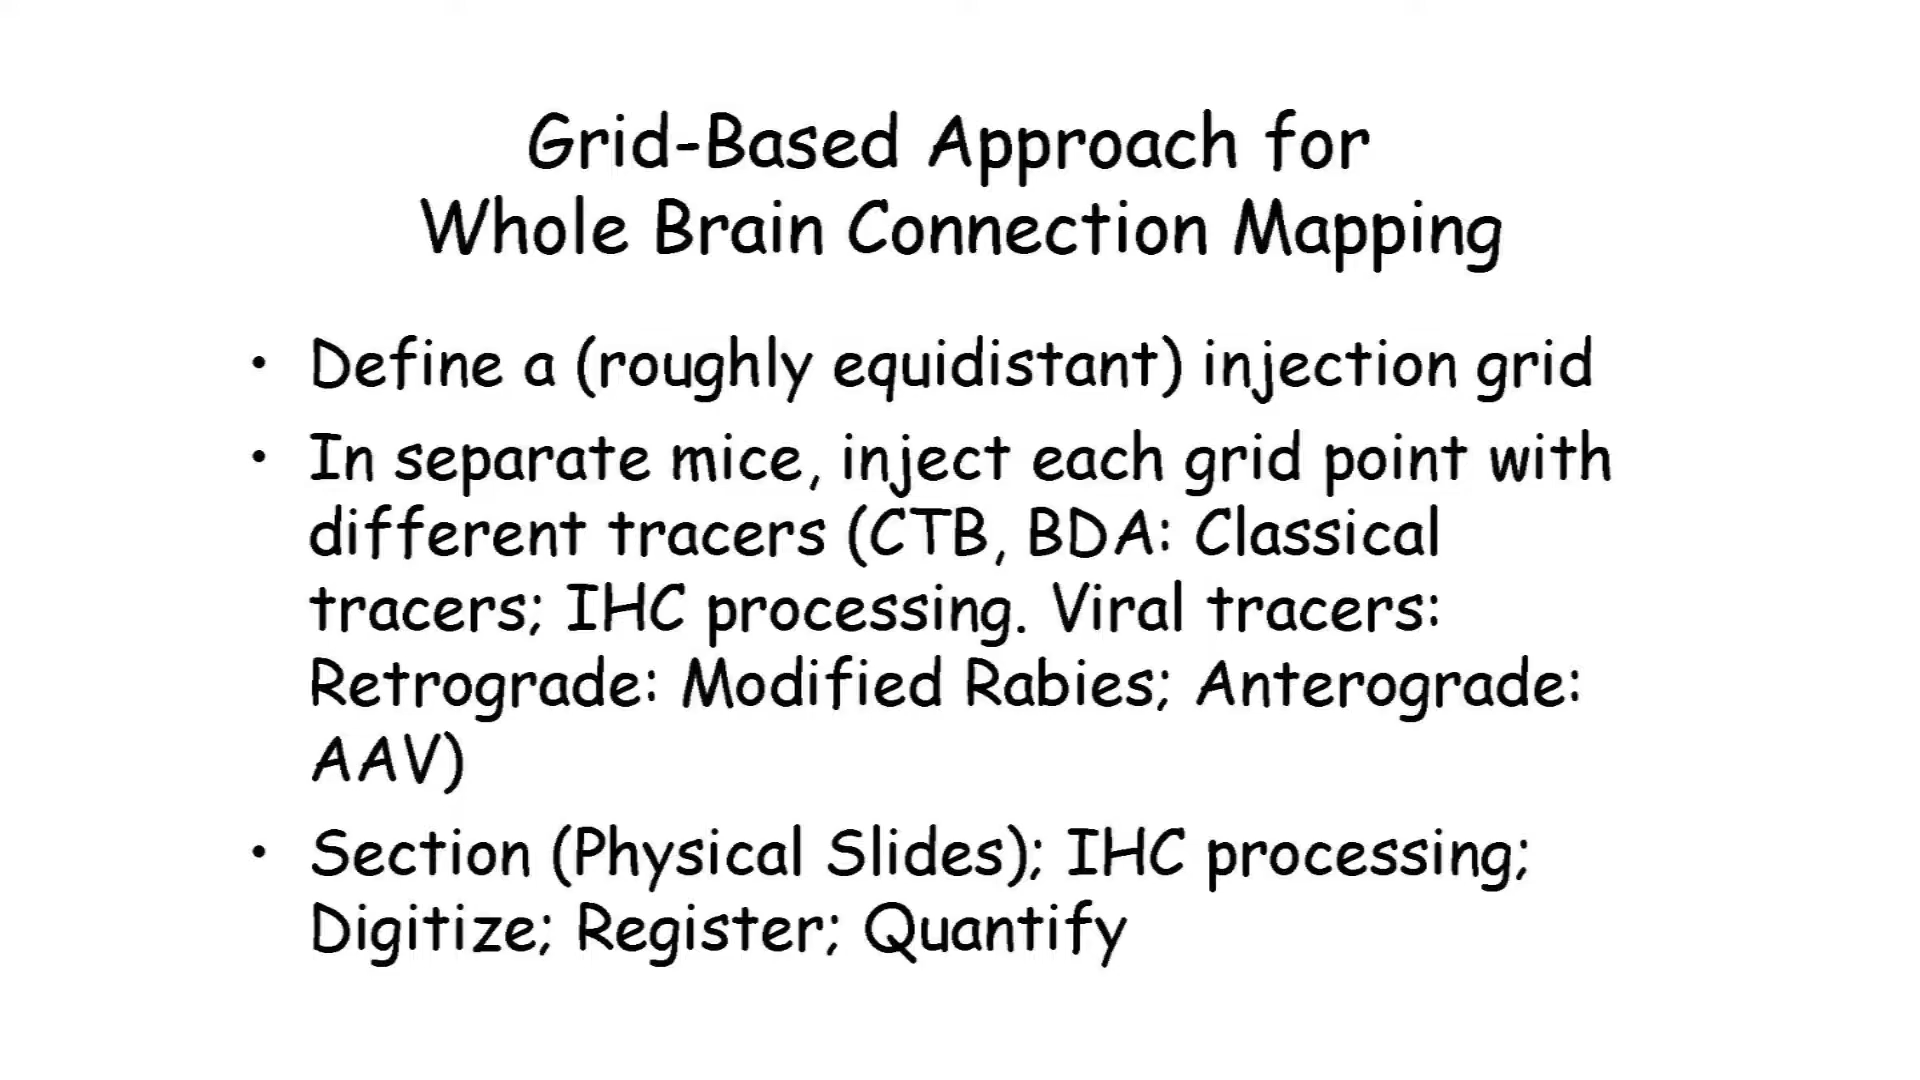 Grid-Based Approach for
Whole Brain Connection Mapping
• Define a (roughly equidistant) injection grid
• In separate mice, inject each grid point with
different tracers (CTB, BDA: Classical
tracers; IHC processing. Viral tracers:
Retrograde: Modified Rabies; Anterograde:
AAV)
• Section (Physical Slides); IHC processing;
Digitize; Register; Quantify